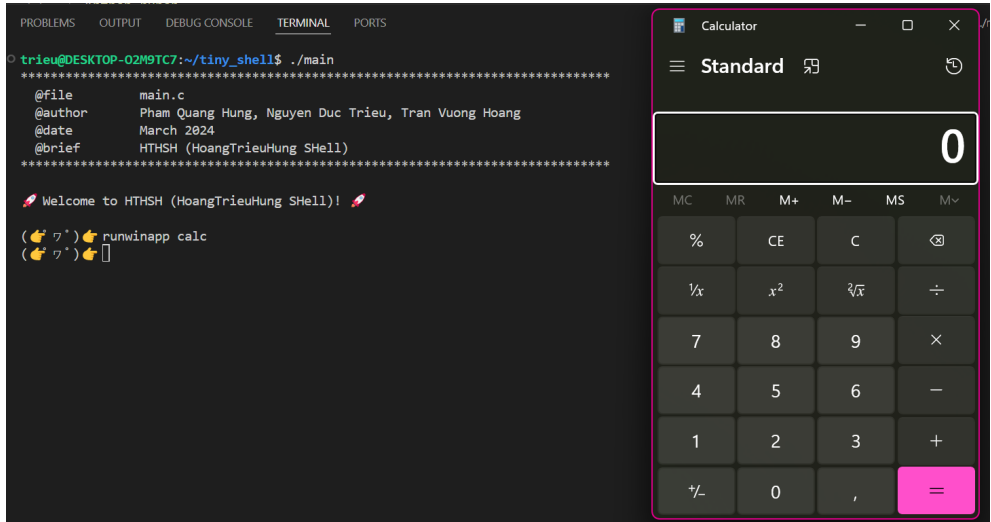 PROBLEMS OUTPUT DEBUG CONSOLE TERMINAL PORTS
trieu@DESKTOP-O2M9TC7:~/tiny_shell$ ./main
*******************************************************************************
@file main.c
@author Pham Quang Hung, Nguyen Duc Trieu, Tran Vuong Hoang
@date March 2024
@brief HTHSH (HoangTrieuHung SHell)
*******************************************************************************
🚀 Welcome to HTHSH (HoangTrieuHung SHell)! 🚀
(👉ﾟヮﾟ)👉 runwinapp calc
(👉ﾟヮﾟ)👉
Calculator
Standard
0
MC MR M+ M− MS M˅
% CE C ⌫
¹/x x² ²√x ÷
7 8 9 ×
4 5 6 −
1 2 3 +
+/− 0 , =